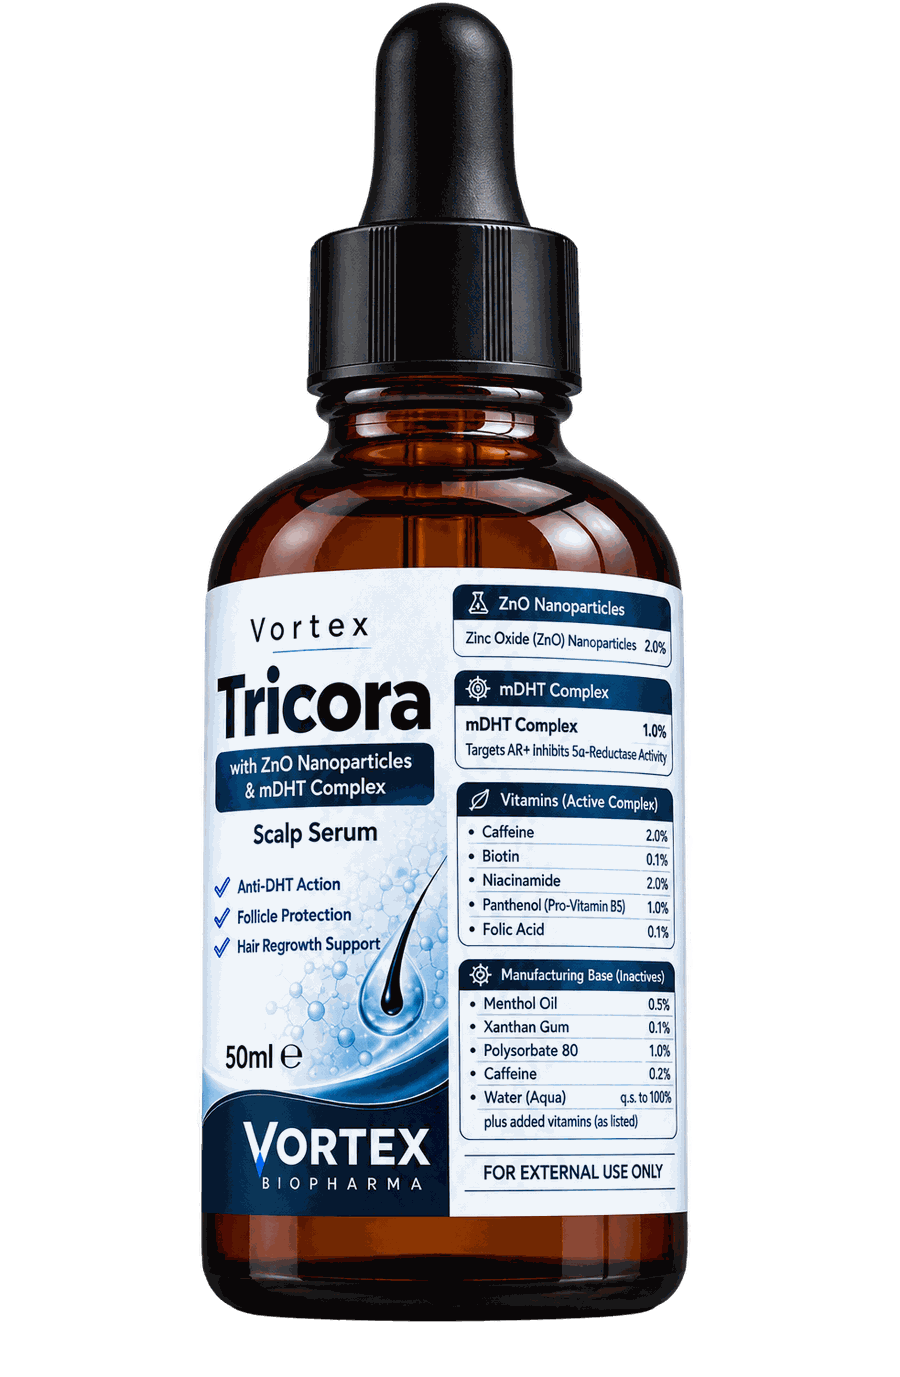 Vortex
Tricora
with ZnO Nanoparticles
& mDHT Complex
Scalp Serum
Anti-DHT Action
Follicle Protection
Hair Regrowth Support
50ml ℮
VORTEX
BIOPHARMA
ZnO Nanoparticles
Zinc Oxide (ZnO) Nanoparticles 2.0%
mDHT Complex
mDHT Complex 1.0%
Targets AR+ inhibits 5α-Reductase Activity
Vitamins (Active Complex)
• Caffeine 2.0%
• Biotin 0.1%
• Niacinamide 2.0%
• Panthenol (Pro-Vitamin B5) 1.0%
• Folic Acid 0.1%
Manufacturing Base (Inactives)
• Menthol Oil 0.5%
• Xanthan Gum 0.1%
• Polysorbate 80 1.0%
• Caffeine 0.2%
• Water (Aqua) q.s. to 100%
plus added vitamins (as listed)
FOR EXTERNAL USE ONLY